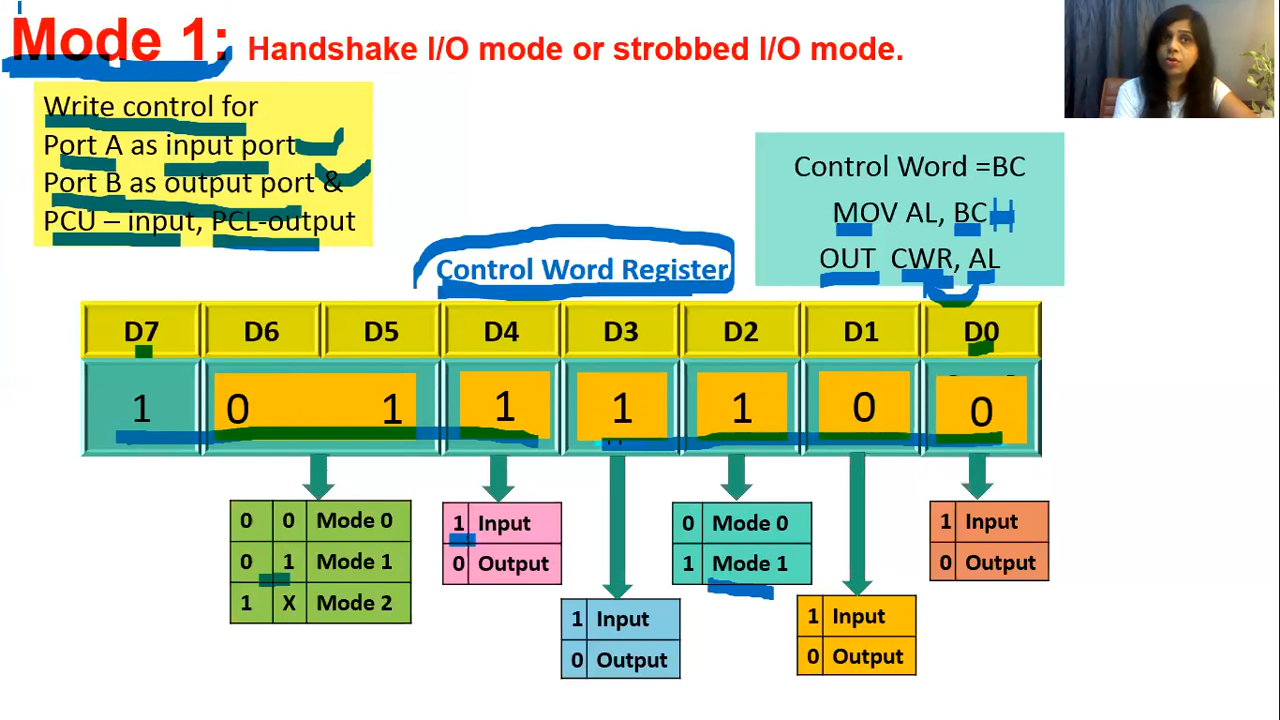 Mode 1: Handshake I/O mode or strobbed I/O mode.
Write control for
Port A as input port
Port B as output port &
PCU – input, PCL-output
Control Word =BC
MOV AL, BCH
OUT CWR, AL
Control Word Register
D7 D6 D5 D4 D3 D2 D1 D0
1 0 1 1 1 1 0 0
0 0 Mode 0
0 1 Mode 1
1 X Mode 2
1 Input
0 Output
1 Input
0 Output
0 Mode 0
1 Mode 1
1 Input
0 Output
1 Input
0 Output